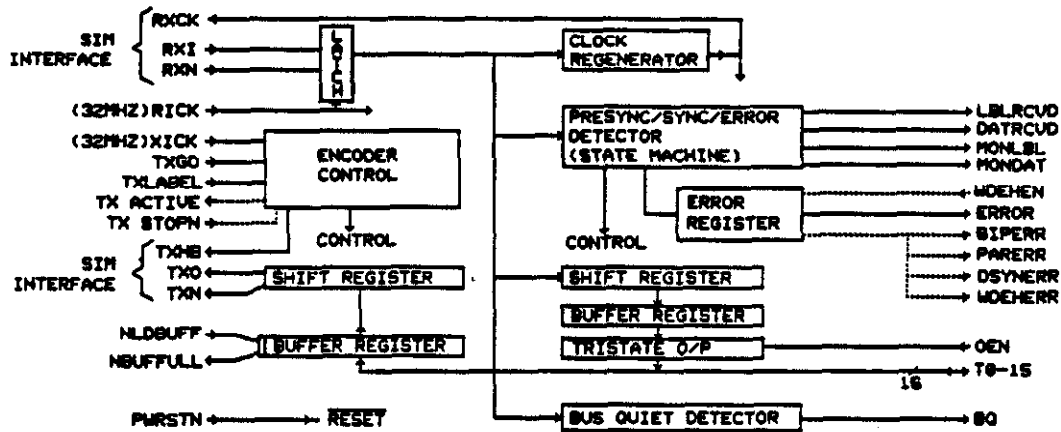 SIM
INTERFACE
RXCK
RXI
RXN
LATCH
(32MHZ)RICK
CLOCK
REGENERATOR
(32MHZ)XICK
TXGO
TXLABEL
TX ACTIVE
TX STOPN
ENCODER
CONTROL
CONTROL
PRESYNC/SYNC/ERROR
DETECTOR
(STATE MACHINE)
CONTROL
ERROR
REGISTER
LBLRCVD
DATRCVD
MONLBL
MONDAT
WDEHEN
ERROR
BIPERR
PARERR
DSYNERR
WDEHERR
SIM
INTERFACE
TXHB
TXO
TXN
SHIFT REGISTER
SHIFT REGISTER
BUFFER REGISTER
NLDBUFF
NBUFFULL
BUFFER REGISTER
TRISTATE O/P
OEN
T0-15
16
PWRSTN
RESET
BUS QUIET DETECTOR
BQ